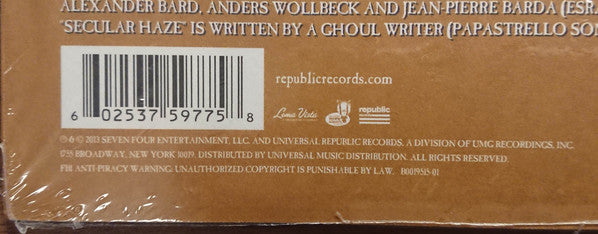 ALEXANDER BARD, ANDERS WOLLBECK AND JEAN-PIERRE BARDA (ESRA
"SECULAR HAZE" IS WRITTEN BY A GHOUL WRITER (PAPASTRELLO SON
republicrecords.com
6 02537 59775 8
Loma Vista
republic
℗ © 2013 SEVEN FOUR ENTERTAINMENT, LLC. AND UNIVERSAL REPUBLIC RECORDS, A DIVISION OF UMG RECORDINGS, INC.
1755 BROADWAY, NEW YORK 10019. DISTRIBUTED BY UNIVERSAL MUSIC DISTRIBUTION. ALL RIGHTS RESERVED.
FBI ANTI-PIRACY WARNING: UNAUTHORIZED COPYRIGHT IS PUNISHABLE BY LAW. B0019515-01